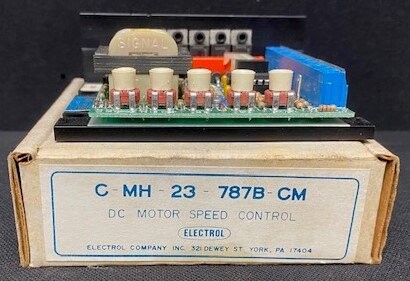 SIGNAL
C-MH-23-787B-CM
DC MOTOR SPEED CONTROL
ELECTROL
ELECTROL COMPANY INC. 321 DEWEY ST. YORK, PA 17404